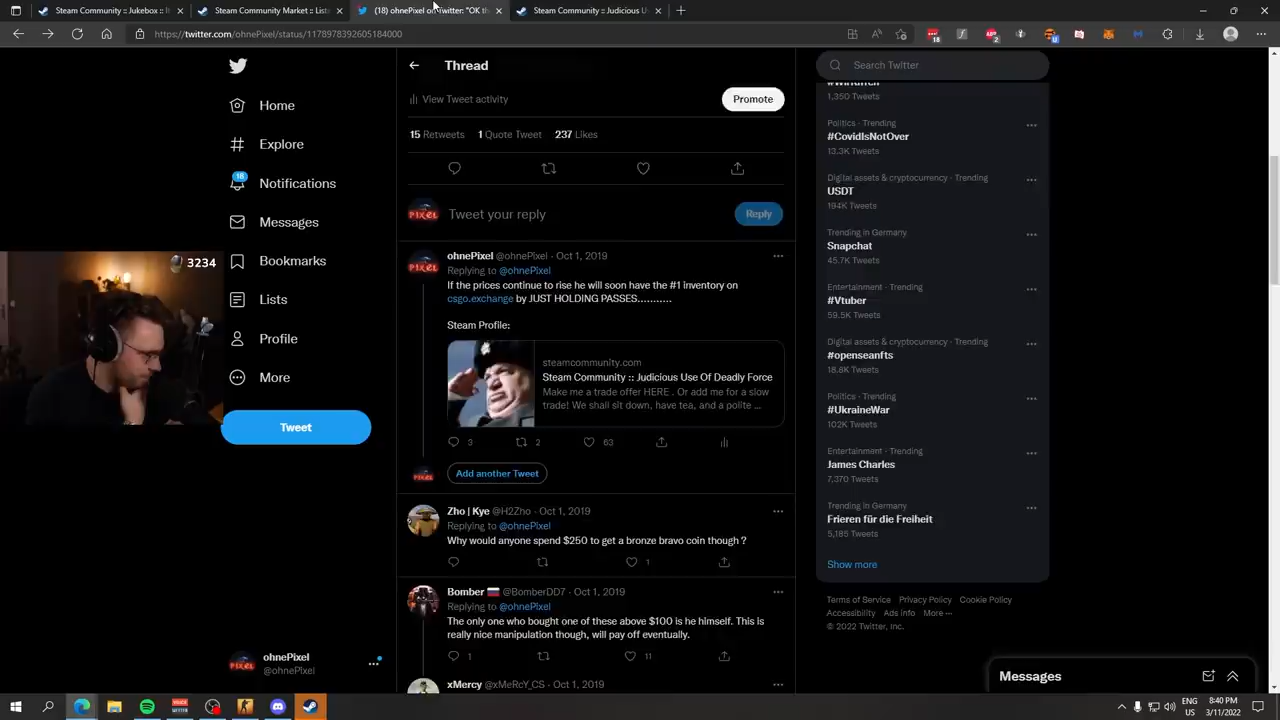 Steam Community :: Jukebox :: I
Steam Community Market :: List
(18) ohnePixel on Twitter: "OK th
Steam Community :: Judicious U
https://twitter.com/ohnePixel/status/1178978392605184000
Thread
View Tweet activity
Promote
15 Retweets 1 Quote Tweet 237 Likes
Tweet your reply
Reply
ohnePixel @ohnePixel · Oct 1, 2019
Replying to @ohnePixel
If the prices continue to rise he will soon have the #1 inventory on
csgo.exchange by JUST HOLDING PASSES...........
Steam Profile:
steamcommunity.com
Steam Community :: Judicious Use Of Deadly Force
Make me a trade offer HERE . Or add me for a slow
trade! We shall sit down, have tea, and a polite ...
3 2 63
Add another Tweet
Zho | Kye @H2Zho · Oct 1, 2019
Replying to @ohnePixel
Why would anyone spend $250 to get a bronze bravo coin though ?
1
Bomber @BomberDD7 · Oct 1, 2019
Replying to @ohnePixel
The only one who bought one of these above $100 is he himself. This is
really nice manipulation though, will pay off eventually.
1 11
xMercy @xMeRcY_CS · Oct 1, 2019
Home
Explore
18
Notifications
Messages
Bookmarks
Lists
Profile
More
Tweet
3234
PIXEL
ohnePixel
@ohnePixel
Search Twitter
1,350 Tweets
Politics · Trending
#CovidIsNotOver
13.3K Tweets
Digital assets & cryptocurrency · Trending
USDT
194K Tweets
Trending in Germany
Snapchat
45.7K Tweets
Entertainment · Trending
#Vtuber
59.5K Tweets
Digital assets & cryptocurrency · Trending
#openseanfts
18.8K Tweets
Politics · Trending
#UkraineWar
102K Tweets
Entertainment · Trending
James Charles
7,370 Tweets
Trending in Germany
Frieren für die Freiheit
5,185 Tweets
Show more
Terms of Service Privacy Policy Cookie Policy
Accessibility Ads info More ···
© 2022 Twitter, Inc.
Messages
ENG
US
8:40 PM
3/11/2022